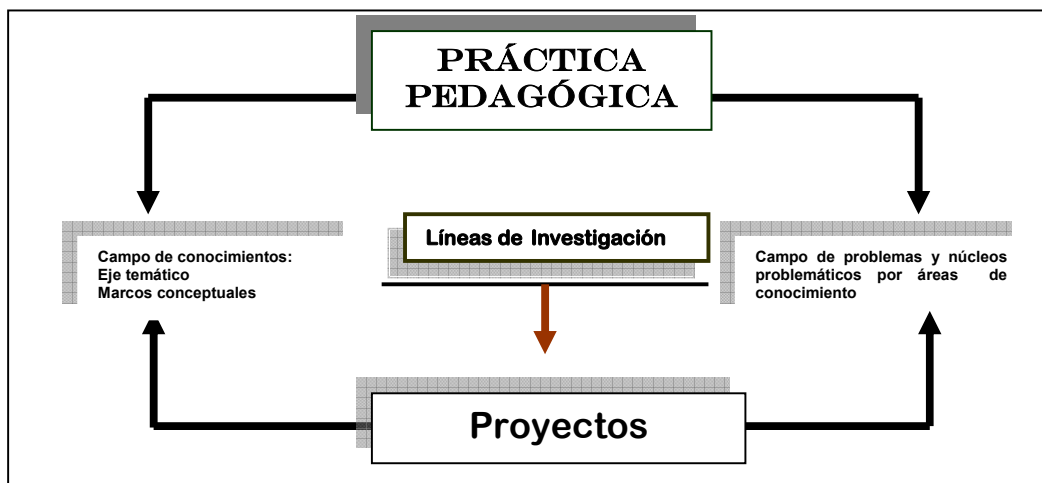 PRÁCTICA
PEDAGÓGICA
Líneas de Investigación
Campo de conocimientos:
Eje temático
Marcos conceptuales
Campo de problemas y núcleos
problemáticos por áreas de
conocimiento
Proyectos